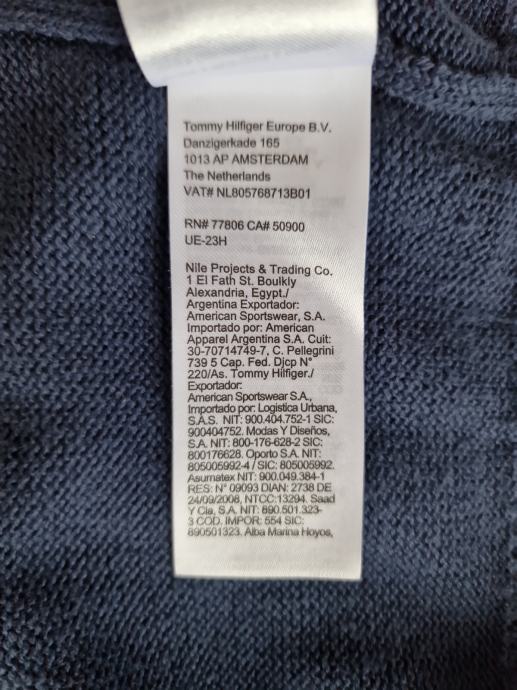 Tommy Hilfiger Europe B.V.
Danzigerkade 165
1013 AP AMSTERDAM
The Netherlands
VAT# NL805768713B01
RN# 77806 CA# 50900
UE-23H
Nile Projects & Trading Co.
1 El Fath St. Boulkly
Alexandria, Egypt./
Argentina Exportador:
American Sportswear, S.A.
Importado por: American
Apparel Argentina S.A. Cuit:
30-70714749-7, C. Pellegrini
739 5 Cap. Fed. Djcp N°
220/As. Tommy Hilfiger./
Exportador:
American Sportswear S.A.,
Importado por: Logistica Urbana,
S.A.S. NIT: 900.404.752-1 SIC:
900404752. Modas Y Diseños,
S.A. NIT: 800-176-628-2 SIC:
800176628. Oporto S.A. NIT:
805005992-4 / SIC: 805005992.
Asumatex NIT: 900.049.384-1
RES: N° 09093 DIAN: 2738 DE
24/09/2008, NTCC:13294. Saad
Y Cia, S.A. NIT: 890.501.323-
3 COD. IMPOR: 554 SIC:
890501323. Alba Marina Hoyos,